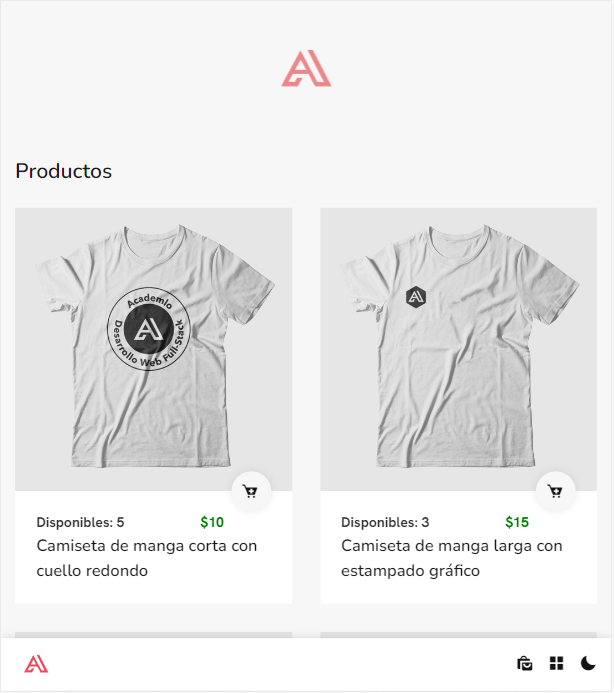 Productos
Academlo
Desarrollo Web Full-Stack
Disponibles: 5 $10
Camiseta de manga corta con
cuello redondo
Disponibles: 3 $15
Camiseta de manga larga con
estampado gráfico